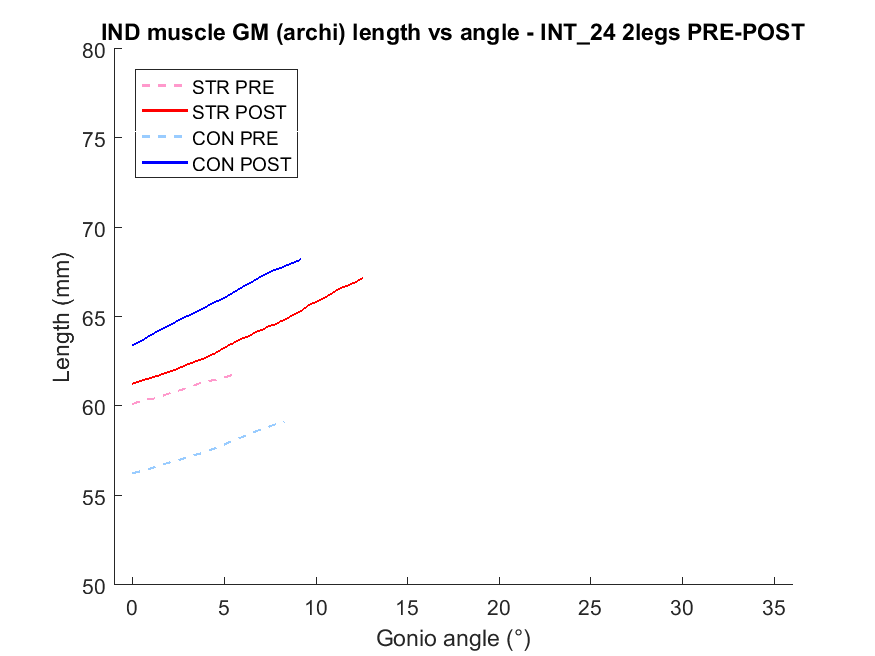 IND muscle GM (archi) length vs angle - INT_24 2legs PRE-POST
80
75
70
65
60
55
50
Length (mm)
STR PRE
STR POST
CON PRE
CON POST
0 5 10 15 20 25 30 35
Gonio angle (°)